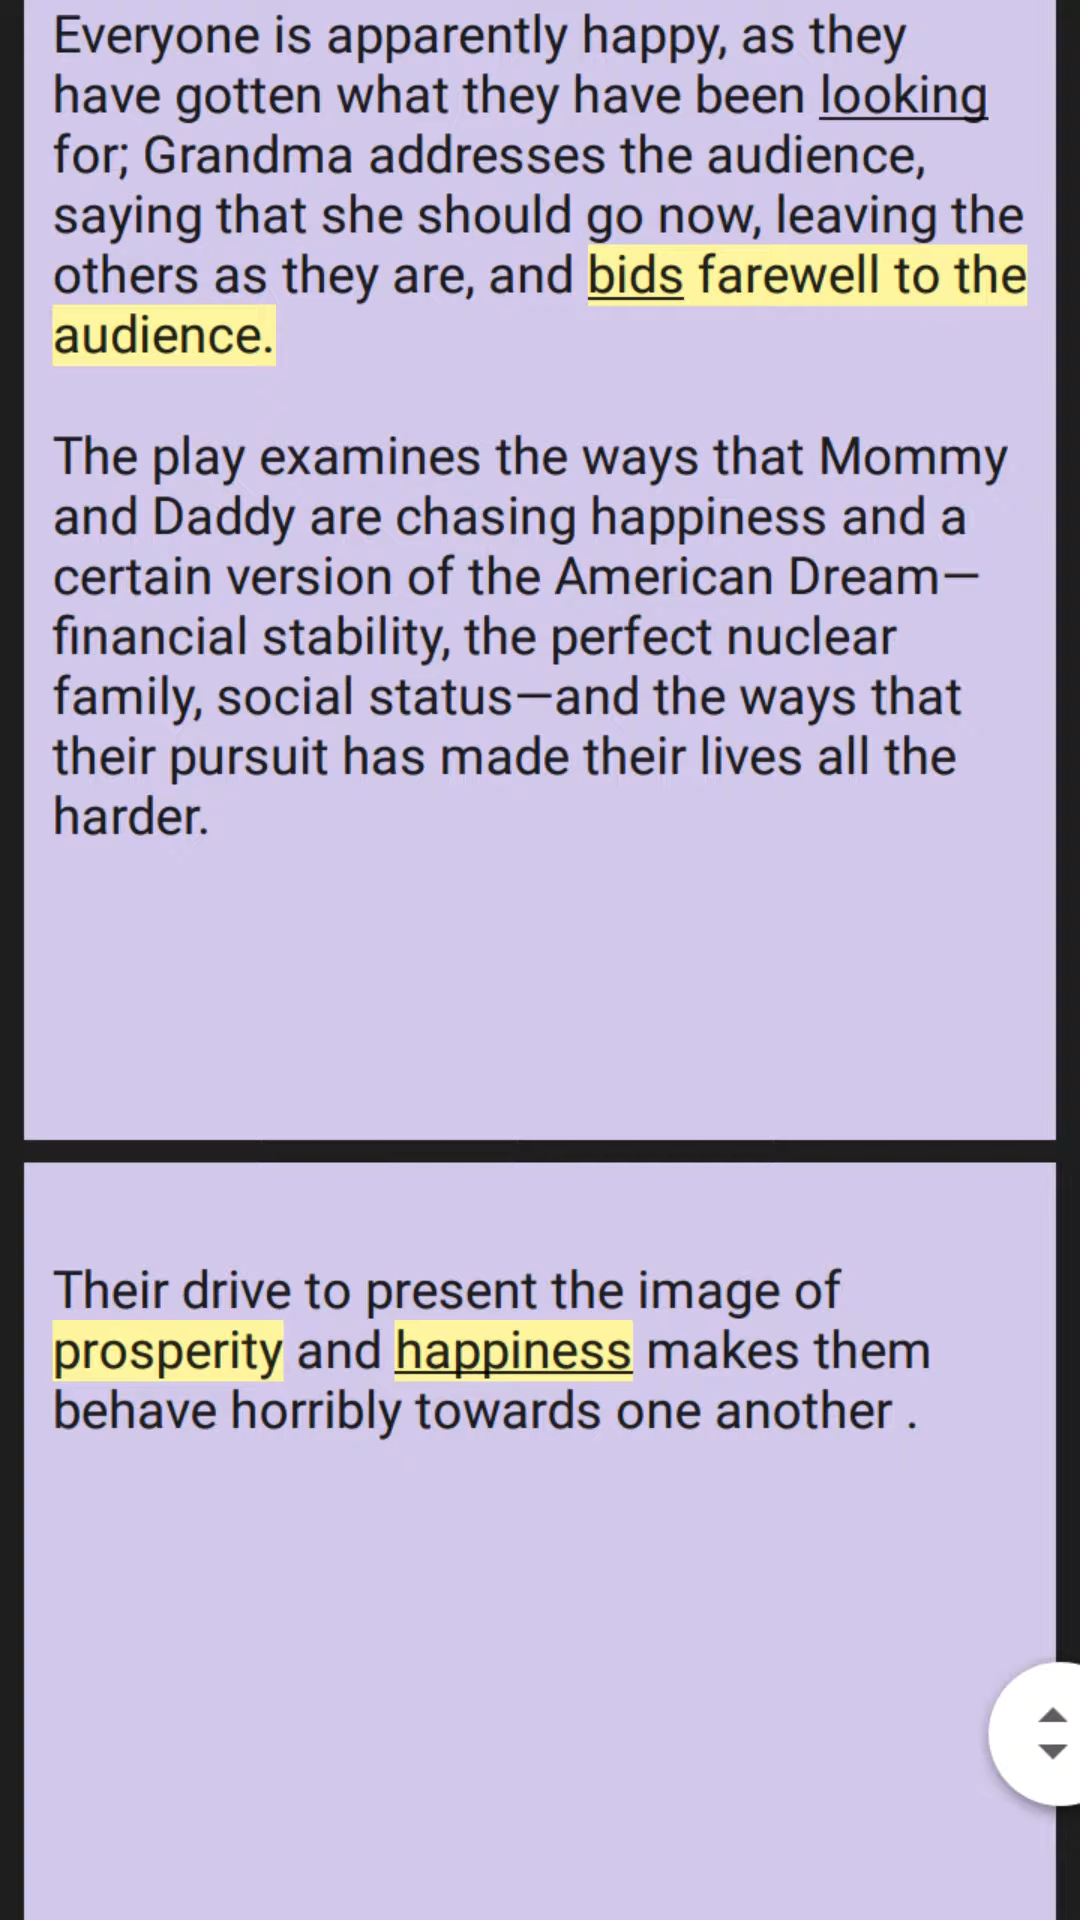 Everyone is apparently happy, as they
have gotten what they have been looking
for; Grandma addresses the audience,
saying that she should go now, leaving the
others as they are, and bids farewell to the
audience.
The play examines the ways that Mommy
and Daddy are chasing happiness and a
certain version of the American Dream—
financial stability, the perfect nuclear
family, social status—and the ways that
their pursuit has made their lives all the
harder.
Their drive to present the image of
prosperity and happiness makes them
behave horribly towards one another .